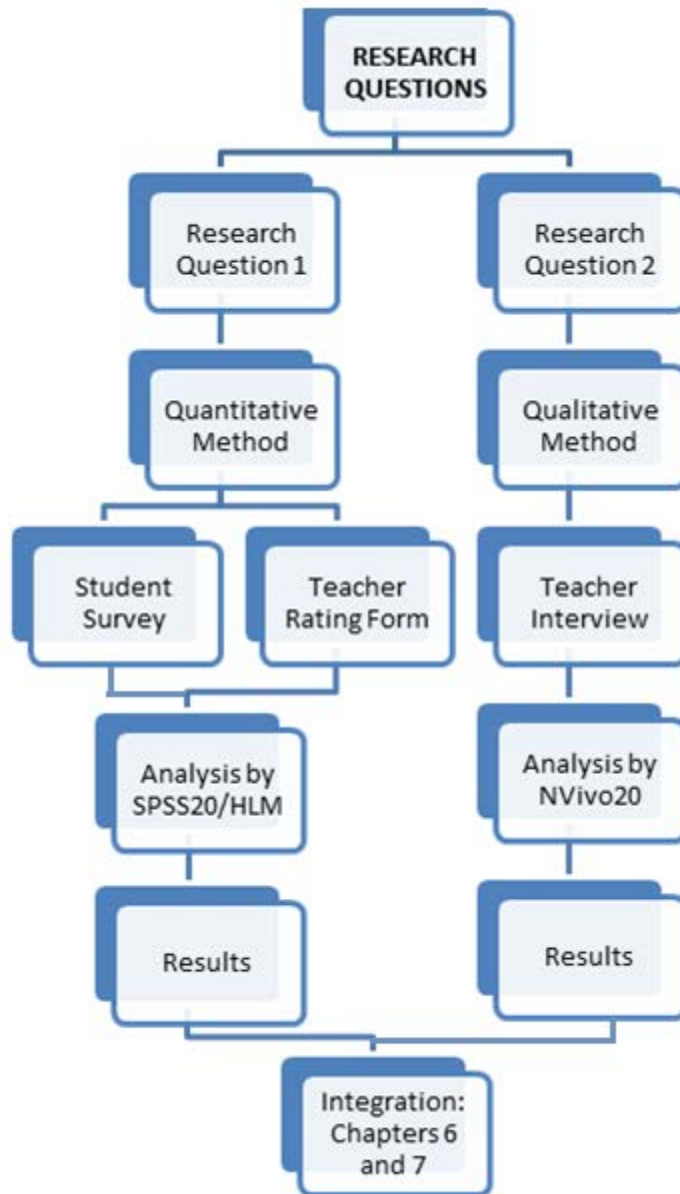 RESEARCH
QUESTIONS
Research
Question 1
Research
Question 2
Quantitative
Method
Qualitative
Method
Student
Survey
Teacher
Rating Form
Teacher
Interview
Analysis by
SPSS20/HLM
Analysis by
NVivo20
Results
Results
Integration:
Chapters 6
and 7